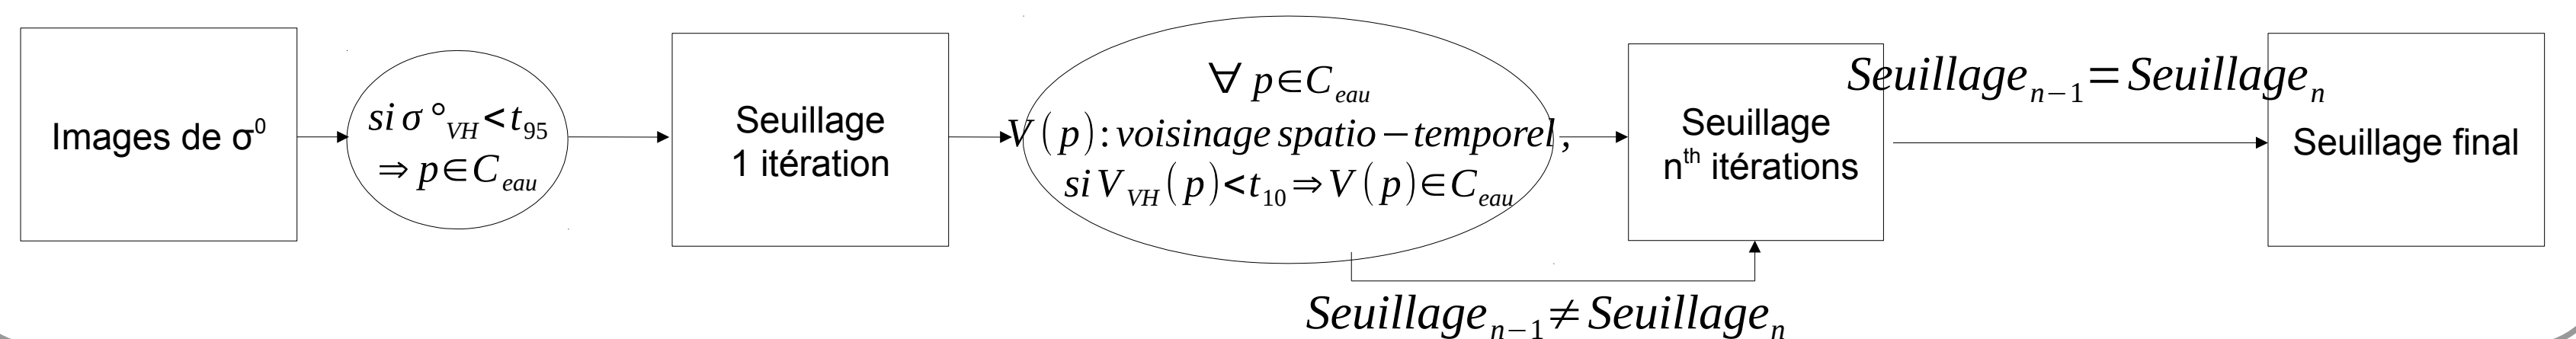 Images de σ⁰
si σ °_VH < t_95
⇒ p ∈ C_eau
Seuillage
1 itération
∀ p ∈ C_eau
V ( p ) : voisinage spatio − temporel ,
si V_VH ( p ) < t_10 ⇒ V ( p ) ∈ C_eau
Seuillage
nᵗʰ itérations
Seuillage_n−1 ≠ Seuillage_n
Seuillage_n−1 = Seuillage_n
Seuillage final